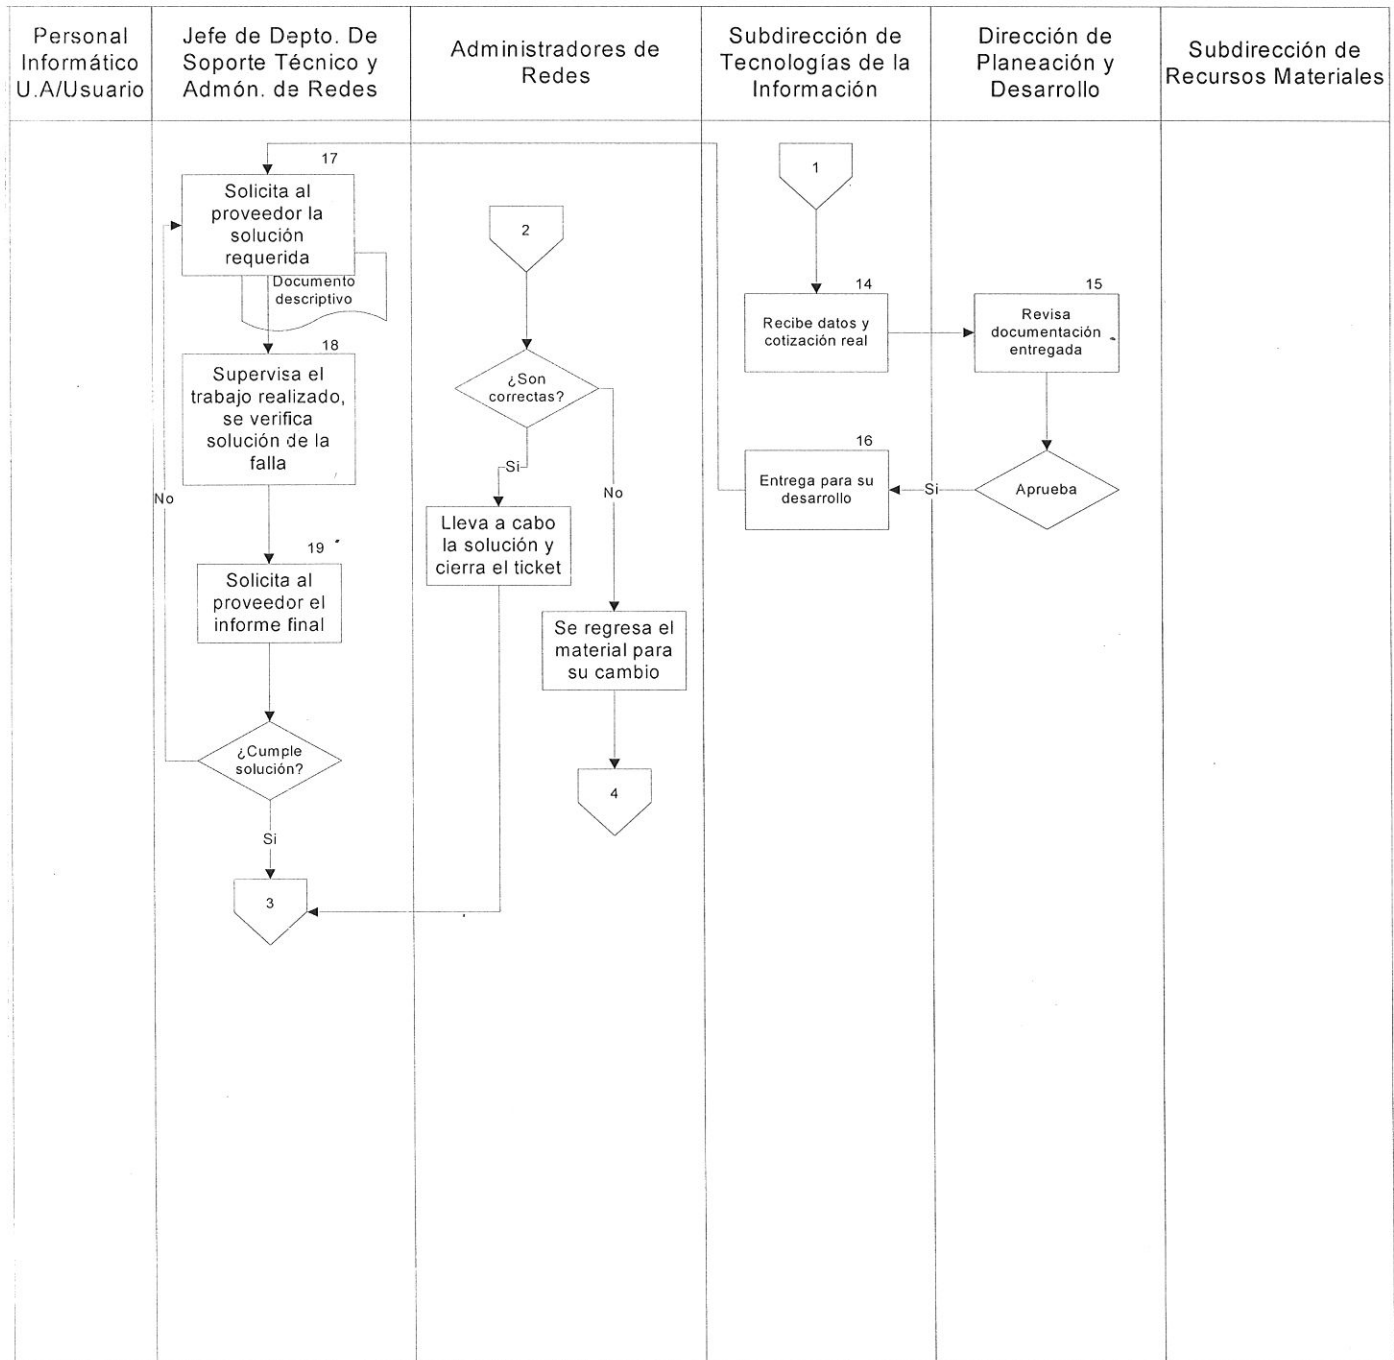 Personal
Informático
U.A/Usuario
Jefe de Depto. De
Soporte Técnico y
Admón. de Redes
Administradores de
Redes
Subdirección de
Tecnologías de la
Información
Dirección de
Planeación y
Desarrollo
Subdirección de
Recursos Materiales
17
Solicita al
proveedor la
solución
requerida
Documento
descriptivo
18
Supervisa el
trabajo realizado,
se verifica
solución de la
falla
No
19
Solicita al
proveedor el
informe final
¿Cumple
solución?
Si
3
2
¿Son
correctas?
Si
No
Lleva a cabo
la solución y
cierra el ticket
Se regresa el
material para
su cambio
4
1
14
Recibe datos y
cotización real
16
Entrega para su
desarrollo
15
Revisa
documentación
entregada
Si
Aprueba